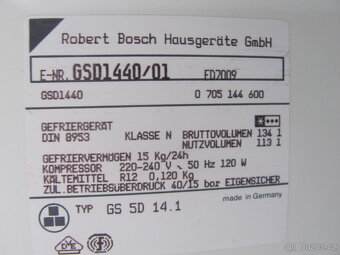 Robert Bosch Hausgeräte GmbH
E-NR. GSD1440/01 FD7009
GSD1440 0 705 144 600
GEFRIERGERÄT
DIN 8953 KLASSE N BRUTTOVOLUMEN 134 l
NUTZVOLUMEN 113 l
GEFRIERVERMÖGEN 15 Kg/24h
KOMPRESSOR 220-240 V ~ 50 Hz 120 W
KÄLTEMITTEL R12 0,120 Kg
ZUL.BETRIEBSÜBERDRUCK 40/15 bar EIGENSICHER
made in Germany
TYP GS 5D 14.1
DVE